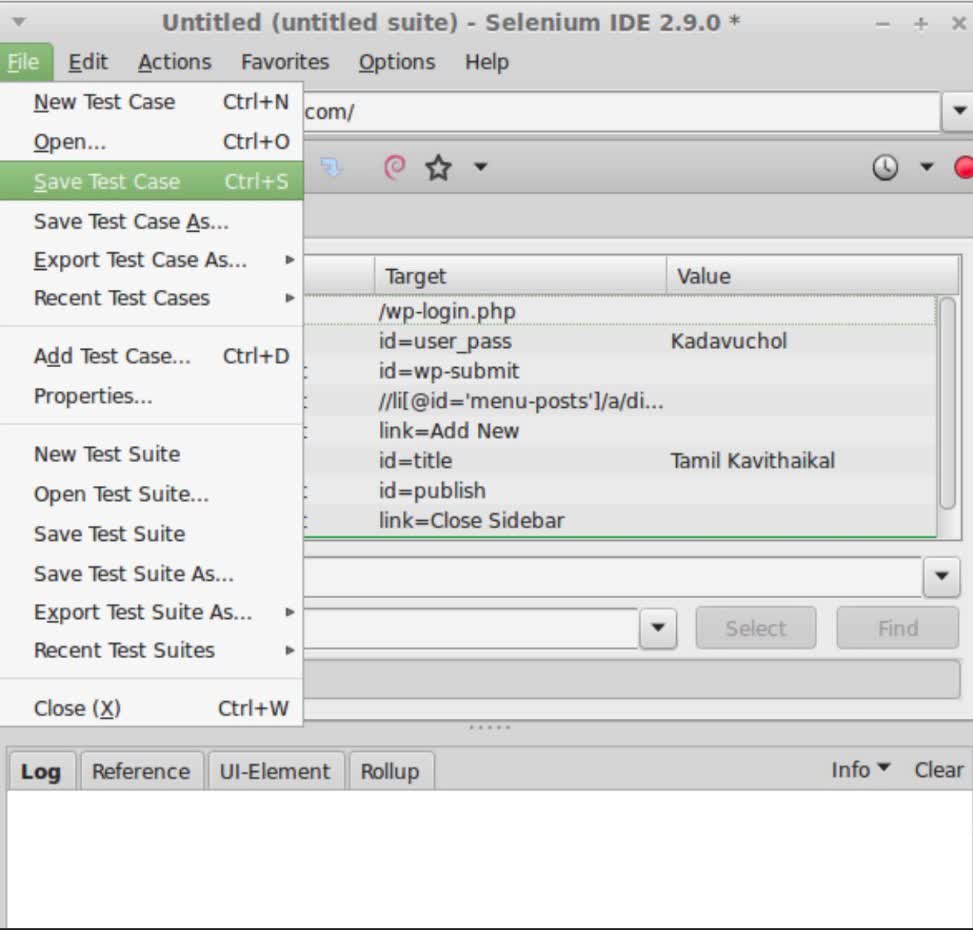 Untitled (untitled suite) - Selenium IDE 2.9.0 *
File Edit Actions Favorites Options Help
New Test Case Ctrl+N
Open... Ctrl+O
Save Test Case Ctrl+S
Save Test Case As...
Export Test Case As...
Recent Test Cases
Add Test Case... Ctrl+D
Properties...
New Test Suite
Open Test Suite...
Save Test Suite
Save Test Suite As...
Export Test Suite As...
Recent Test Suites
Close (X) Ctrl+W
com/
Target Value
/wp-login.php
id=user_pass Kadavuchol
id=wp-submit
//li[@id='menu-posts']/a/di...
link=Add New
id=title Tamil Kavithaikal
id=publish
link=Close Sidebar
Select Find
Log Reference UI-Element Rollup Info Clear